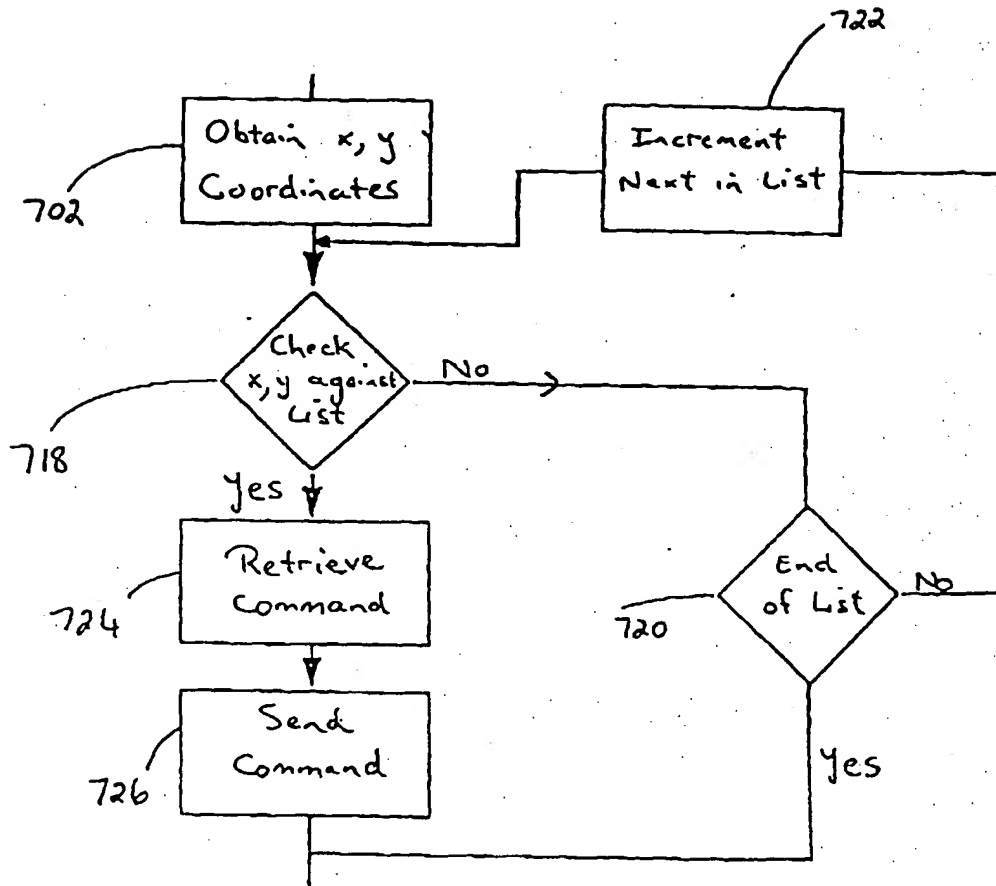 722
Obtain x, y
Coordinates
702
Increment
Next in List
Check
x, y against
List
No
718
Yes
Retrieve
Command
724
End
of List
No
720
Send
Command
726
Yes